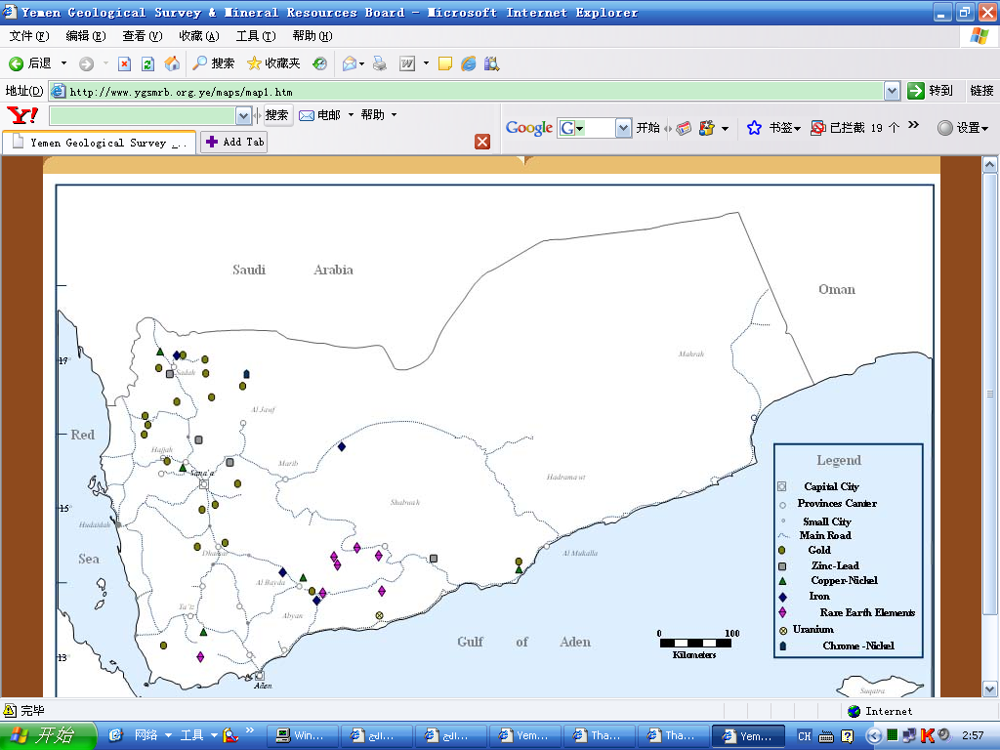 Yemen Geological Survey & Mineral Resources Board - Microsoft Internet Explorer
文件(F) 编辑(E) 查看(V) 收藏(A) 工具(T) 帮助(H)
后退 搜索 收藏夹
地址(D) http://www.ygsmrb.org.ye/maps/map1.htm 转到 链接
Y! 搜索 电邮 帮助
Google G 开始 书签 已拦截 19 个 » 设置
Yemen Geological Survey _.. Add Tab
Saudi Arabia
Oman
Mahrah
17°
Sadah
Al Jauf
Red
Hajjah
Marib
Sana'a
Hadramawt
Shabwah
15°
Hudaidah
Dhamar
Al Mukalla
Sea
Al Bayda
Ta'iz
Abyan
Gulf of Aden
13°
Aden
0 100
Kilometers
Legend
Capital City
Provinces Canter
Small City
Main Road
Gold
Zinc-Lead
Copper-Nickel
Iron
Rare Earth Elements
Uranium
Chrome -Nickel
Suqatra
完毕 Internet
开始 网络 工具 » Win... ...الج ...الج Yem... Tha... Tha... Yem... CH 2:57